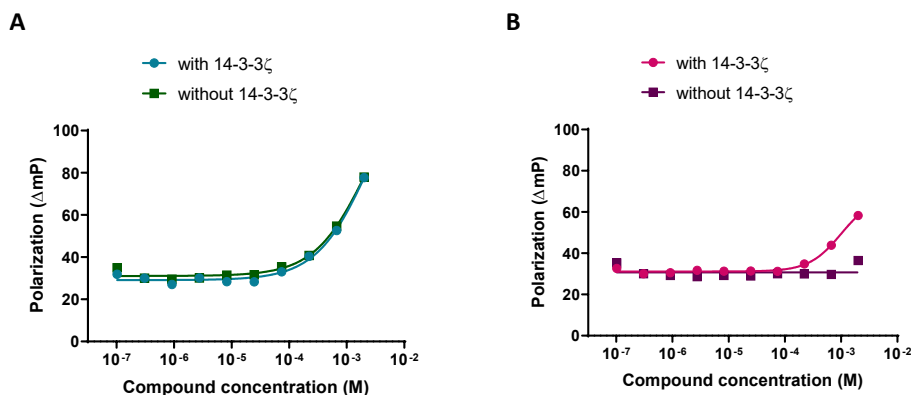 A
with 14-3-3ζ
without 14-3-3ζ
100
80
60
40
20
0
Polarization (ΔmP)
10⁻⁷ 10⁻⁶ 10⁻⁵ 10⁻⁴ 10⁻³ 10⁻²
Compound concentration (M)
B
with 14-3-3ζ
without 14-3-3ζ
100
80
60
40
20
0
Polarization (ΔmP)
10⁻⁷ 10⁻⁶ 10⁻⁵ 10⁻⁴ 10⁻³ 10⁻²
Compound concentration (M)